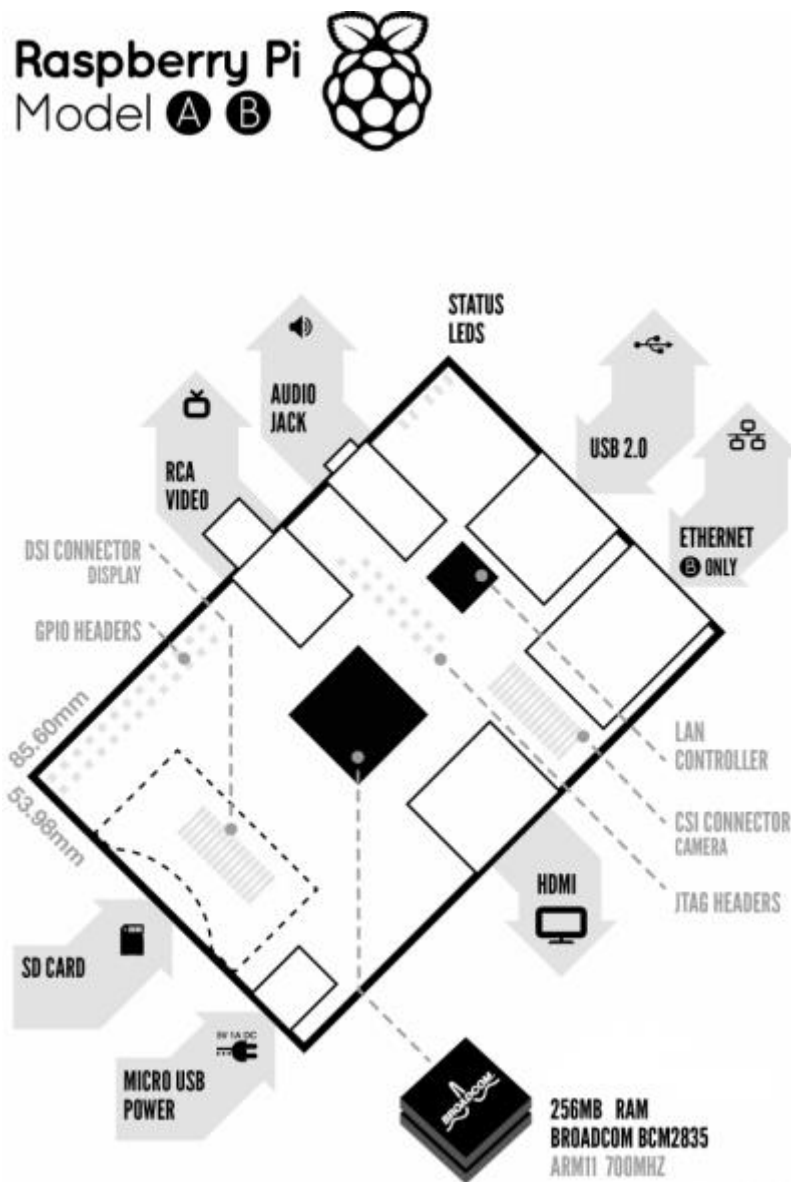 Raspberry Pi
Model A B
STATUS
LEDS
AUDIO
JACK
USB 2.0
RCA
VIDEO
ETHERNET
B ONLY
DSI CONNECTOR
DISPLAY
GPIO HEADERS
85.60mm
53.98mm
LAN
CONTROLLER
CSI CONNECTOR
CAMERA
JTAG HEADERS
HDMI
SD CARD
5V 1A DC
MICRO USB
POWER
BROADCOM
256MB RAM
BROADCOM BCM2835
ARM11 700MHZ